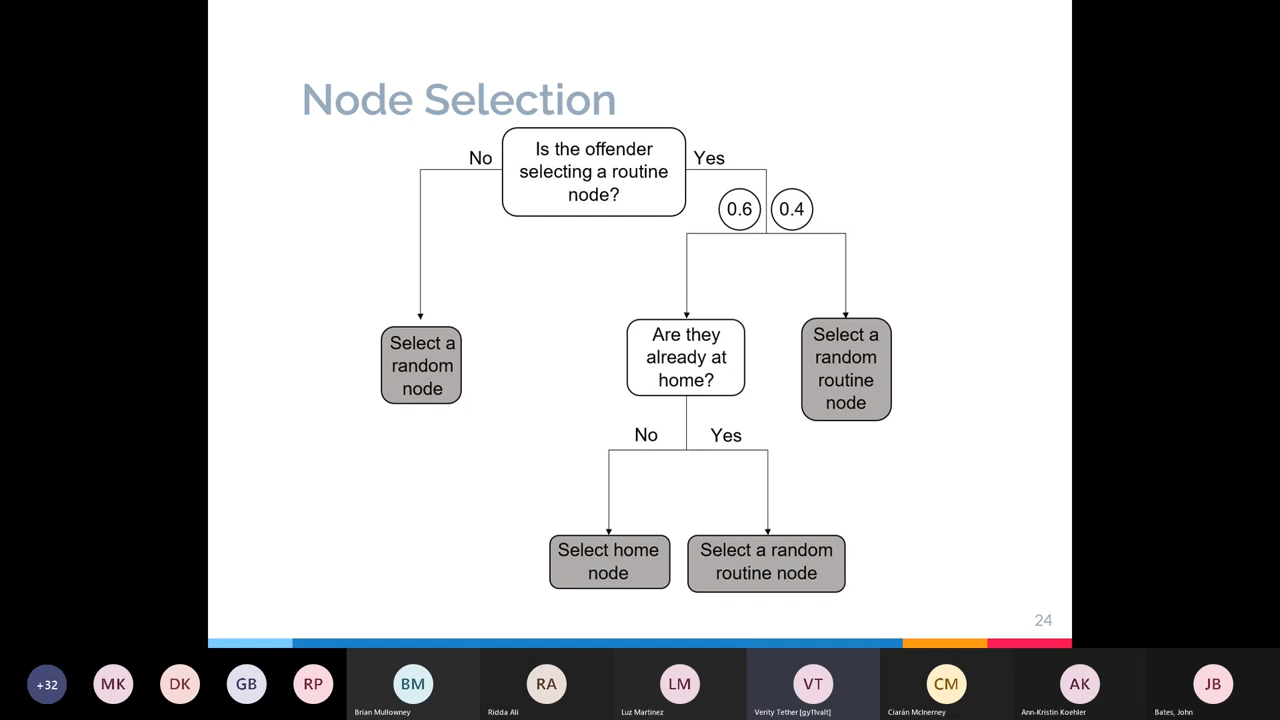 Node Selection
Is the offender
selecting a routine
node?
No
Yes
0.6
0.4
Select a
random
node
Are they
already at
home?
Select a
random
routine
node
No
Yes
Select home
node
Select a random
routine node
24
+32
MK
DK
GB
RP
BM
RA
LM
VT
CM
AK
JB
Brian Mullowney
Ridda Ali
Luz Martinez
Verity Tether [gy11valt]
Ciarán McInerney
Ann-Kristin Koehler
Bates, John